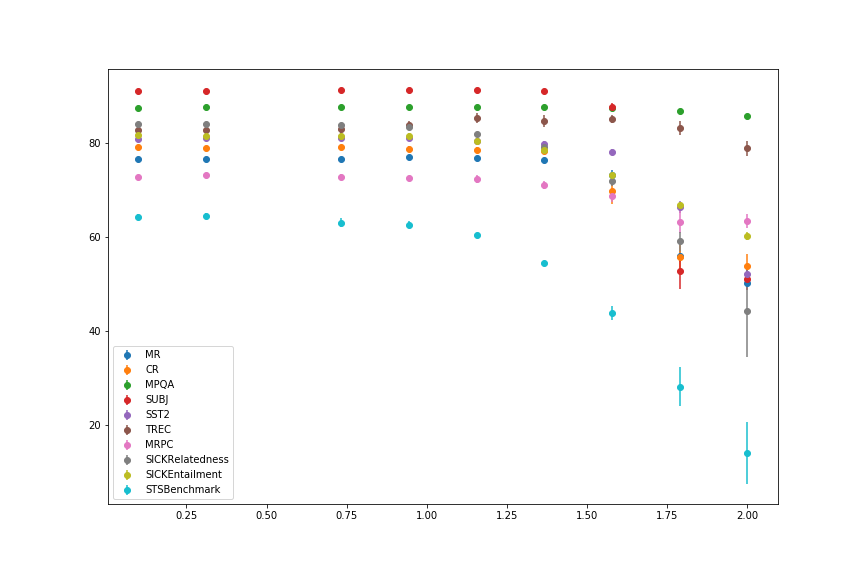 80
60
40
20
MR
CR
MPQA
SUBJ
SST2
TREC
MRPC
SICKRelatedness
SICKEntailment
STSBenchmark
0.25 0.50 0.75 1.00 1.25 1.50 1.75 2.00